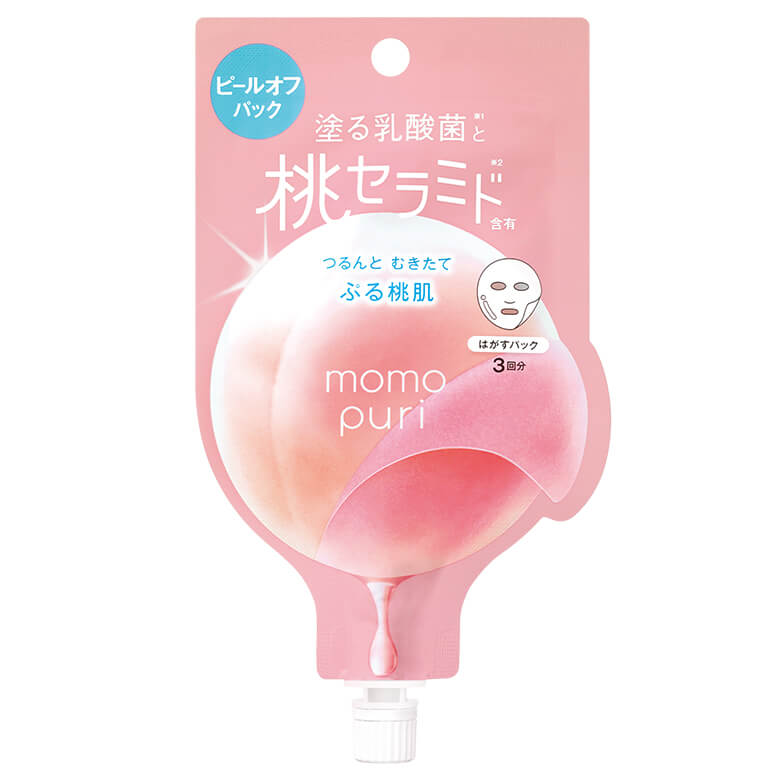 ピールオフ
パック
塗る乳酸菌※1と
桃セラミド※2
含有
つるんと むきたて
ぷる桃肌
はがすパック
3回分
momo
puri